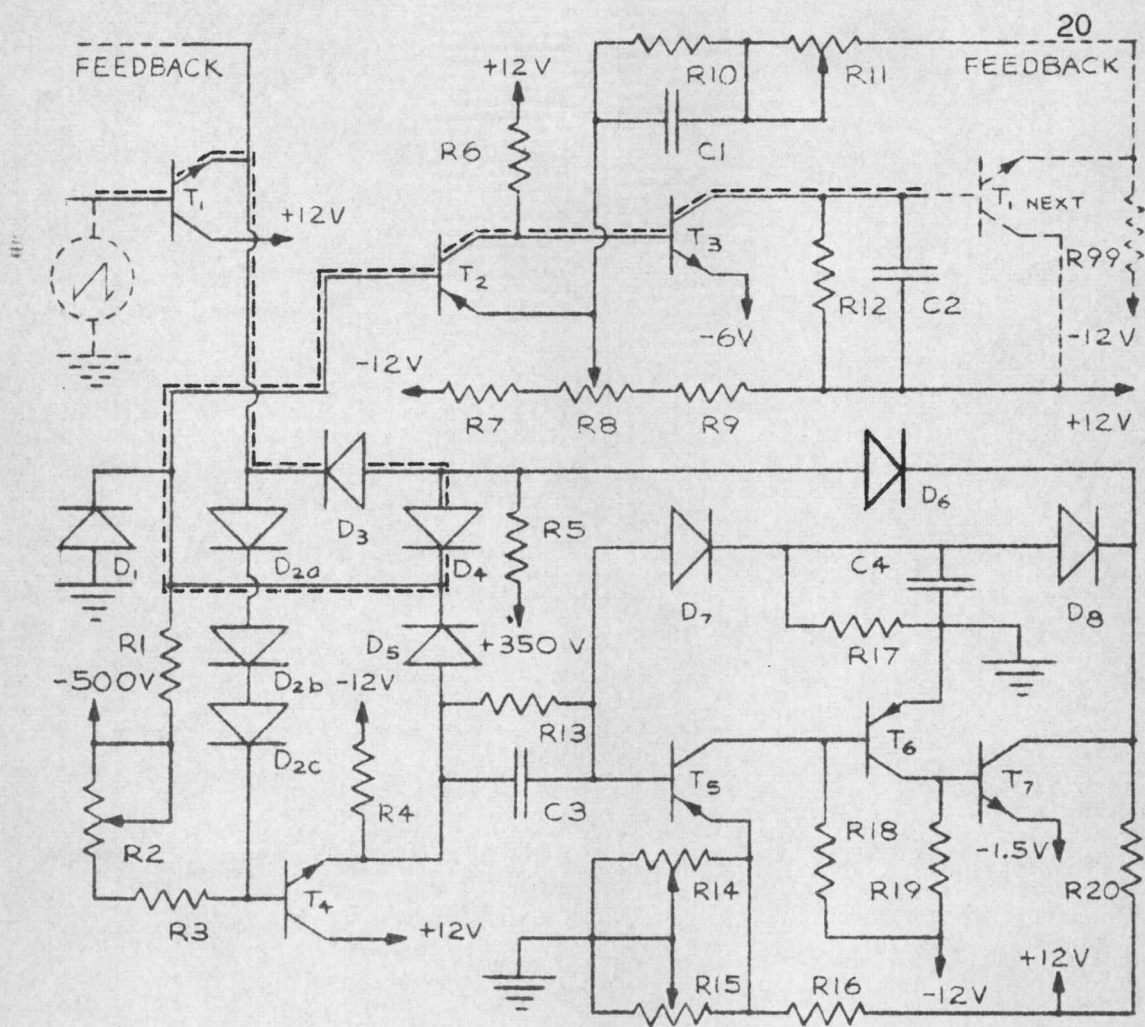 20
FEEDBACK
R10
R11
FEEDBACK
+12V
C1
R6
T1
+12V
T2
T3
T1 NEXT
R99
R12
C2
-6V
-12V
-12V
R7
R8
R9
+12V
D6
D1
D2a
D3
D4
R5
D7
C4
D8
R1
-500V
D2b
D5
+350V
R17
-12V
R13
D2c
T6
R4
C3
T5
T7
R2
R18
-1.5V
R14
R19
R20
R3
T4
+12V
+12V
R15
R16
-12V